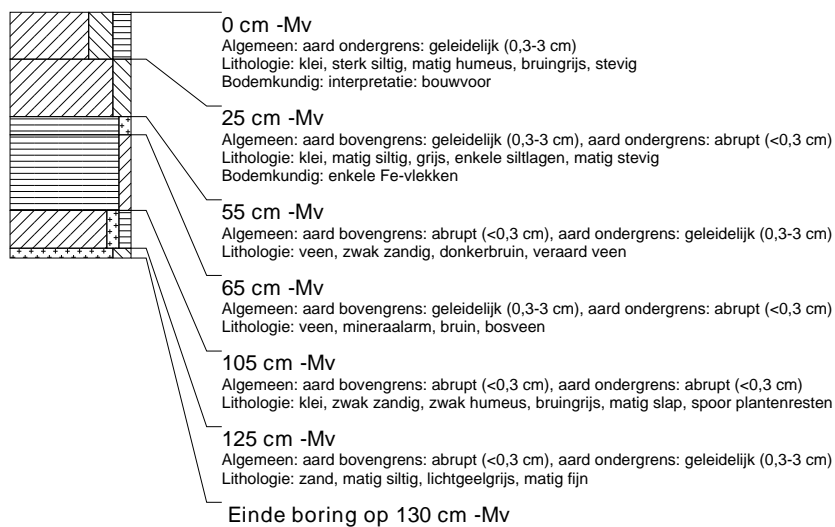 0 cm -Mv
Algemeen: aard ondergrens: geleidelijk (0,3-3 cm)
Lithologie: klei, sterk siltig, matig humeus, bruingrijs, stevig
Bodemkundig: interpretatie: bouwvoor
25 cm -Mv
Algemeen: aard bovengrens: geleidelijk (0,3-3 cm), aard ondergrens: abrupt (<0,3 cm)
Lithologie: klei, matig siltig, grijs, enkele siltlagen, matig stevig
Bodemkundig: enkele Fe-vlekken
55 cm -Mv
Algemeen: aard bovengrens: abrupt (<0,3 cm), aard ondergrens: geleidelijk (0,3-3 cm)
Lithologie: veen, zwak zandig, donkerbruin, veraard veen
65 cm -Mv
Algemeen: aard bovengrens: geleidelijk (0,3-3 cm), aard ondergrens: abrupt (<0,3 cm)
Lithologie: veen, mineraalarm, bruin, bosveen
105 cm -Mv
Algemeen: aard bovengrens: abrupt (<0,3 cm), aard ondergrens: abrupt (<0,3 cm)
Lithologie: klei, zwak zandig, zwak humeus, bruingrijs, matig slap, spoor plantenresten
125 cm -Mv
Algemeen: aard bovengrens: abrupt (<0,3 cm), aard ondergrens: geleidelijk (0,3-3 cm)
Lithologie: zand, matig siltig, lichtgeelgrijs, matig fijn
Einde boring op 130 cm -Mv